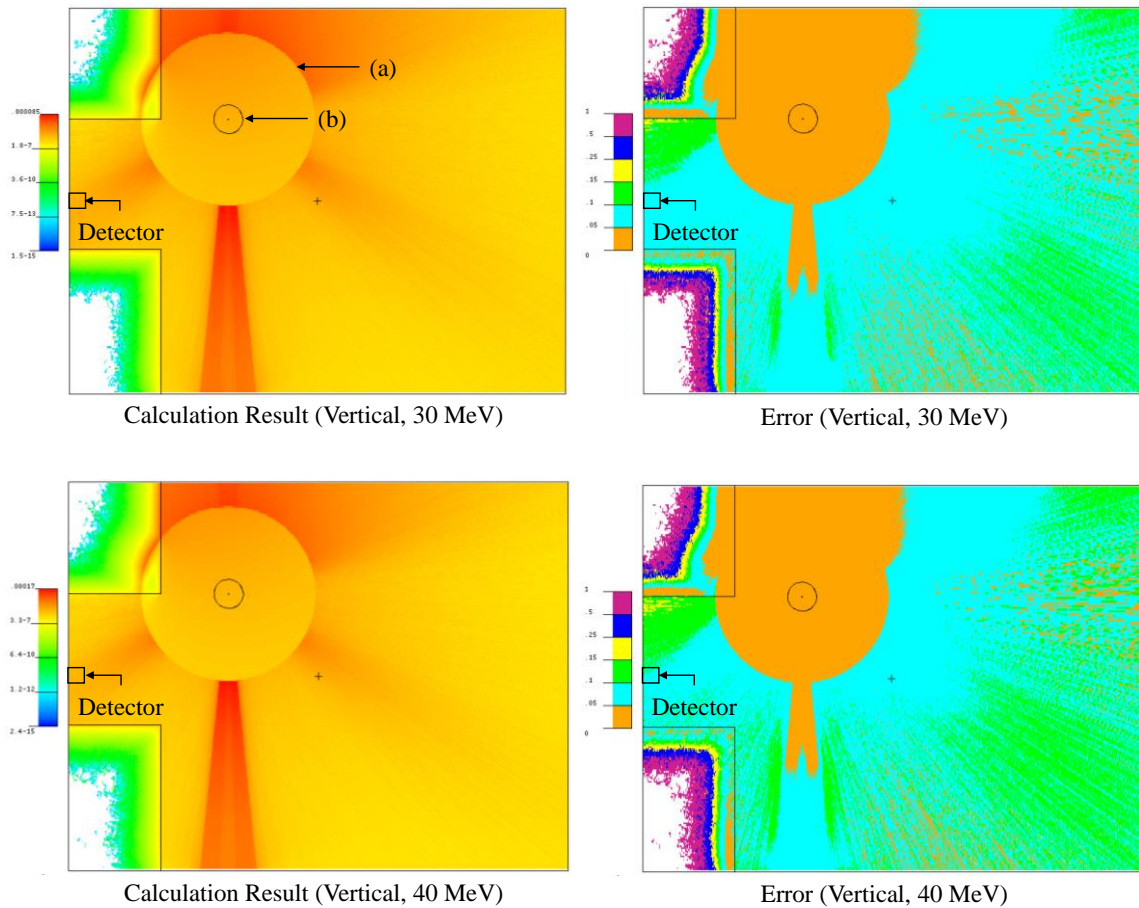 (a)
(b)
.000085
1.8-7
3.6-10
7.5-13
1.5-15
Detector
1
.5
.25
.15
.1
.05
0
Detector
Calculation Result (Vertical, 30 MeV)
Error (Vertical, 30 MeV)
.00017
3.3-7
6.4-10
1.2-12
2.4-15
Detector
1
.5
.25
.15
.1
.05
0
Detector
Calculation Result (Vertical, 40 MeV)
Error (Vertical, 40 MeV)